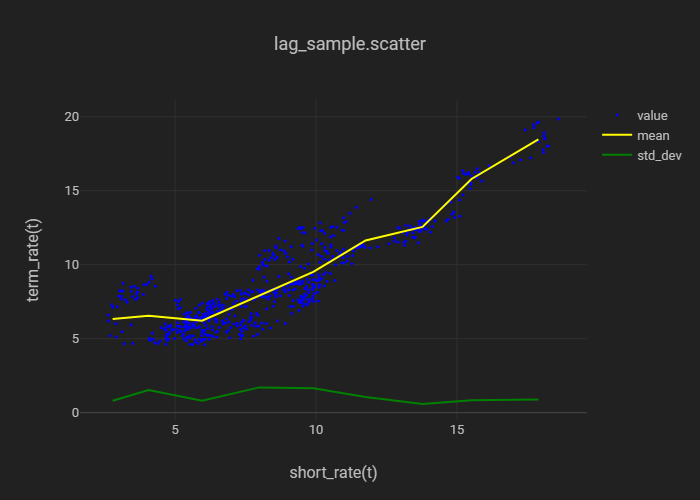 lag_sample.scatter
value
mean
std_dev
term_rate(t)
20
15
10
5
0
5
10
15
short_rate(t)